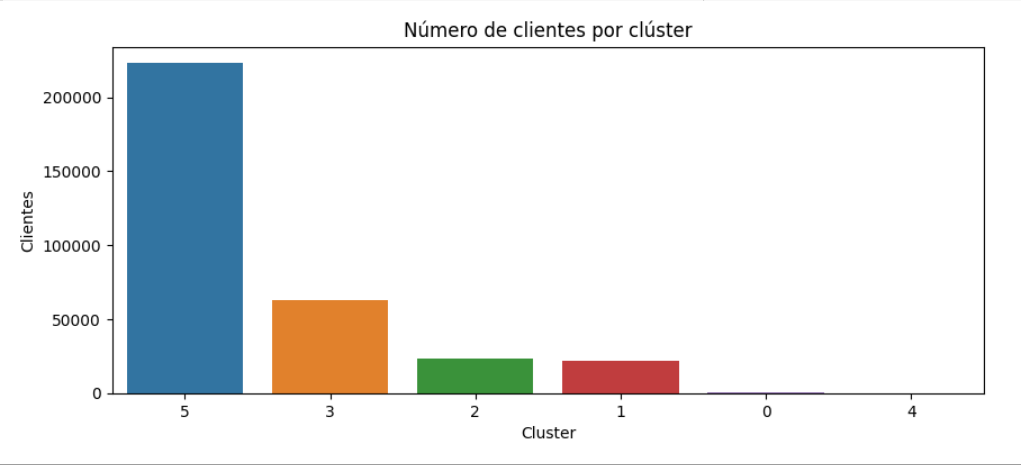 Número de clientes por clúster
Clientes
200000
150000
100000
50000
0
5 3 2 1 0 4
Cluster